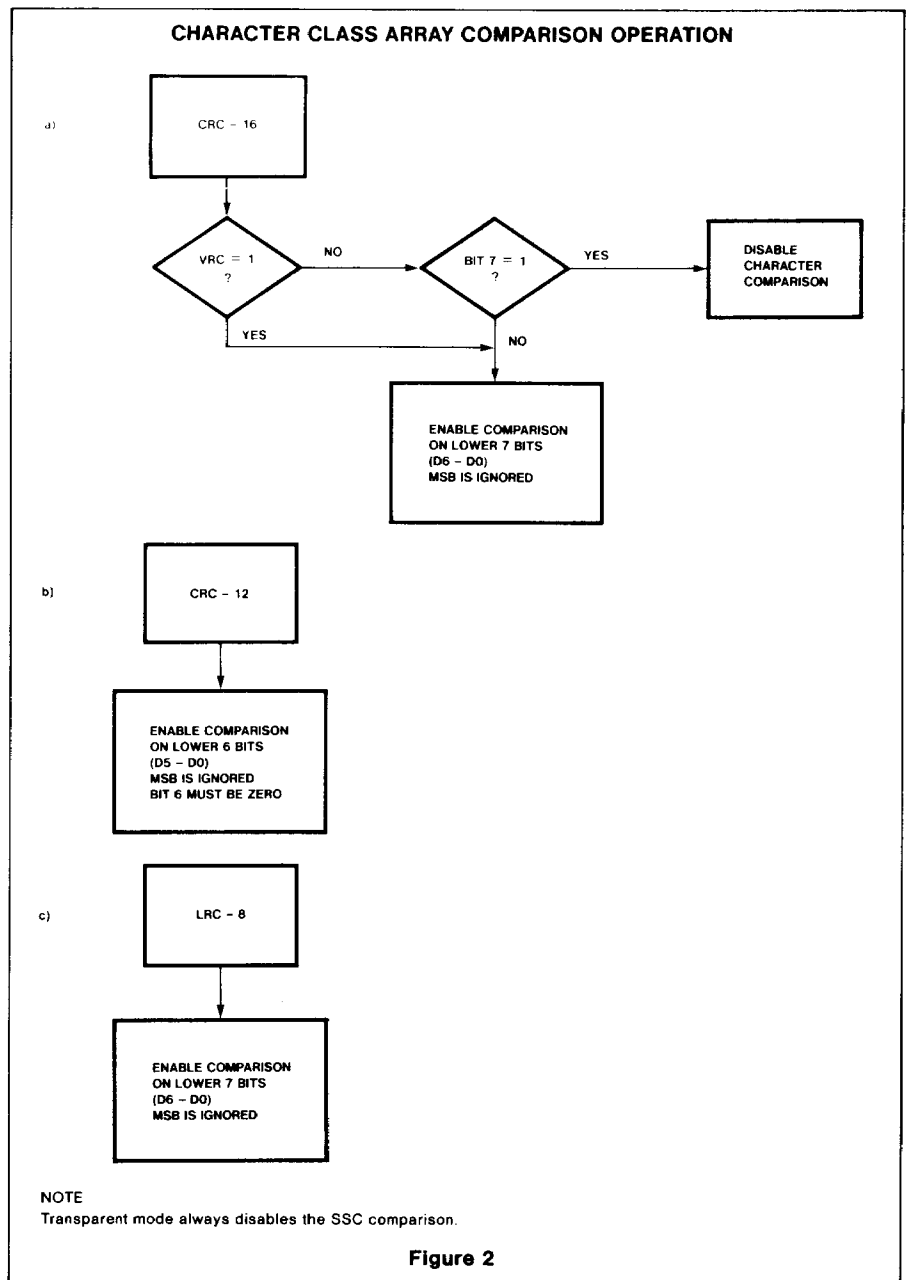 CHARACTER CLASS ARRAY COMPARISON OPERATION
a)
CRC – 16
VRC = 1
?
NO
BIT 7 = 1
?
YES
DISABLE
CHARACTER
COMPARISON
YES
NO
ENABLE COMPARISON
ON LOWER 7 BITS
(D6 – D0)
MSB IS IGNORED
b)
CRC – 12
ENABLE COMPARISON
ON LOWER 6 BITS
(D5 – D0)
MSB IS IGNORED
BIT 6 MUST BE ZERO
c)
LRC – 8
ENABLE COMPARISON
ON LOWER 7 BITS
(D6 – D0)
MSB IS IGNORED
NOTE
Transparent mode always disables the SSC comparison.
Figure 2